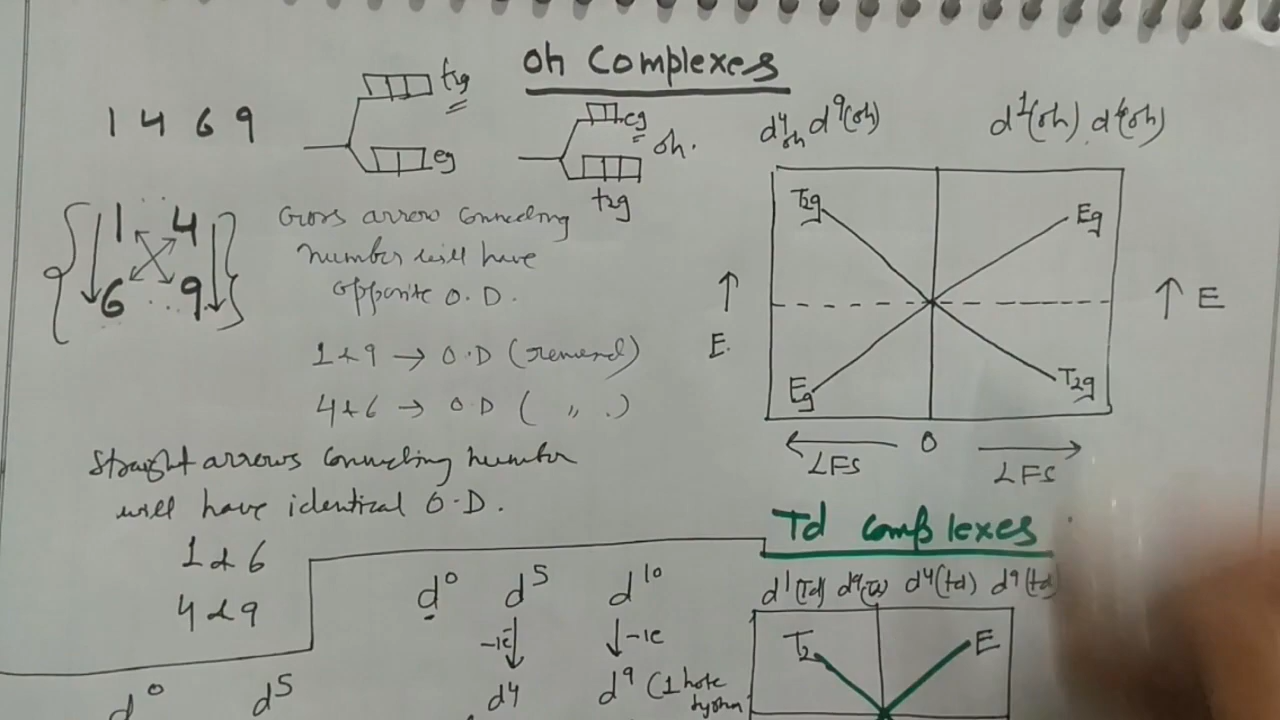 Oh Complexes
1 4 6 9
t2g
eg
eg
oh.
t2g
d⁴oh d⁹(oh)
d¹(oh) d⁶(oh)
1 4
6 9
Cross arrow connecting
number will have
opposite O.D.
1 & 9 → O.D (reversed)
4 & 6 → O.D ( " . )
Straight arrows connecting number
will have identical O.D.
1 & 6
4 & 9
T2g
Eg
Eg
T2g
↑
E.
↑ E
LFS
0
LFS
Td complexes
d¹(Td) d⁴(td) d⁹(td)
T2
E
d⁰ d⁵ d¹⁰
-1e⁻ ↓ ↓ -1e
d⁴ d⁹ (1 hole
d⁰ d⁵